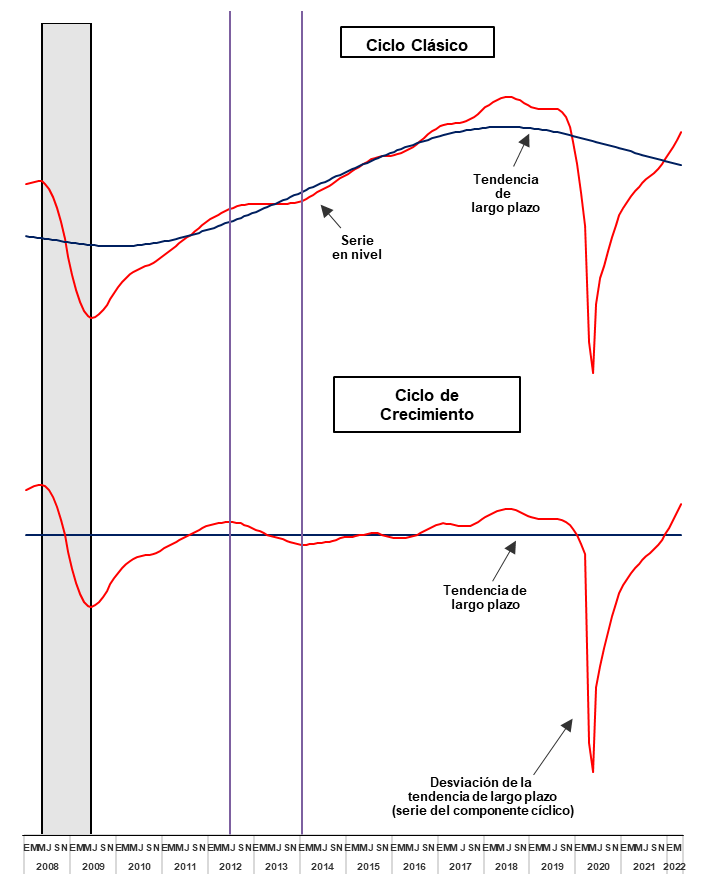 Ciclo Clásico
Tendencia
de
largo plazo
Serie
en nivel
Ciclo de
Crecimiento
Tendencia de
largo plazo
Desviación de la
tendencia de largo plazo
(serie del componente cíclico)
EMMJ SN EMMJ SN EMMJ SN EMMJ SN EMMJ SN EMMJ SN EMMJ SN EMMJ SN EMMJ SN EMMJ SN EMMJ SN EMMJ SN EMMJ SN EMMJ SN EM
2008 2009 2010 2011 2012 2013 2014 2015 2016 2017 2018 2019 2020 2021 2022